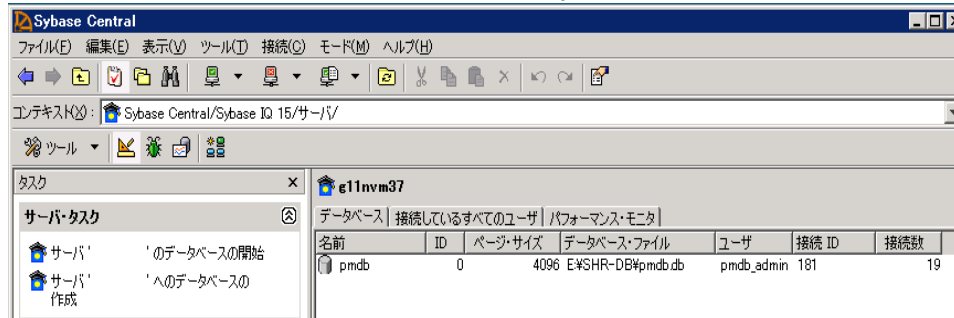 Sybase Central
ファイル(F) 編集(E) 表示(V) ツール(T) 接続(C) モード(M) ヘルプ(H)
コンテキスト(X): Sybase Central/Sybase IQ 15/サーバ/
ツール
タスク
g11nvm37
サーバ・タスク
データベース 接続しているすべてのユーザ パフォーマンス・モニタ
サーバ' 'のデータベースの開始
サーバ' 'へのデータベースの
作成
名前 ID ページ・サイズ データベース・ファイル ユーザ 接続 ID 接続数
pmdb 0 4096 E:¥SHR-DB¥pmdb.db pmdb_admin 181 19